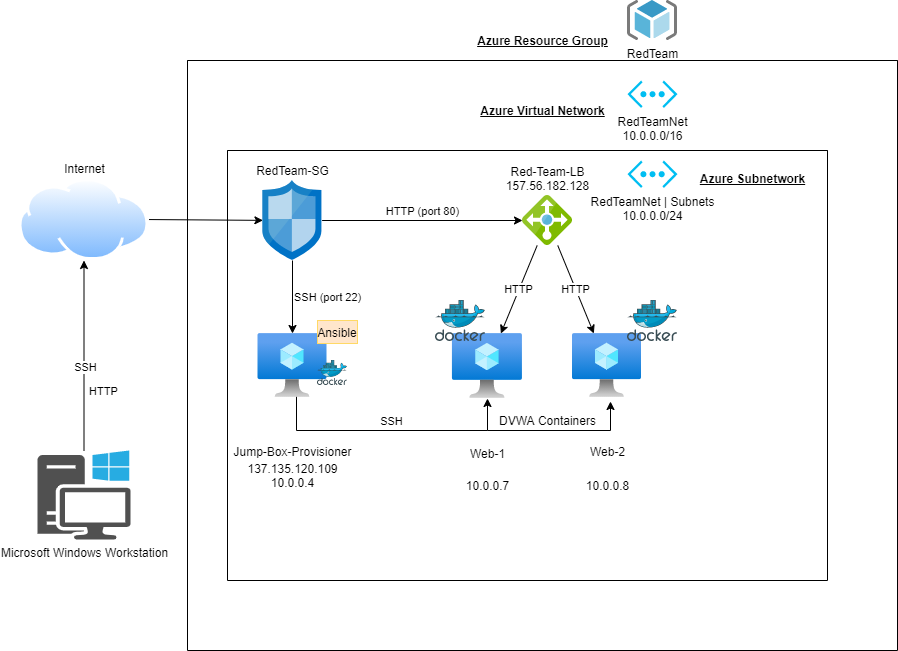 Azure Resource Group
RedTeam
Azure Virtual Network
RedTeamNet
10.0.0.0/16
Internet
RedTeam-SG
Red-Team-LB
157.56.182.128
Azure Subnetwork
RedTeamNet | Subnets
10.0.0.0/24
HTTP (port 80)
SSH (port 22)
HTTP
HTTP
Ansible
docker
docker
docker
SSH
HTTP
SSH
DVWA Containers
Jump-Box-Provisioner
137.135.120.109
10.0.0.4
Web-1
10.0.0.7
Web-2
10.0.0.8
Microsoft Windows Workstation